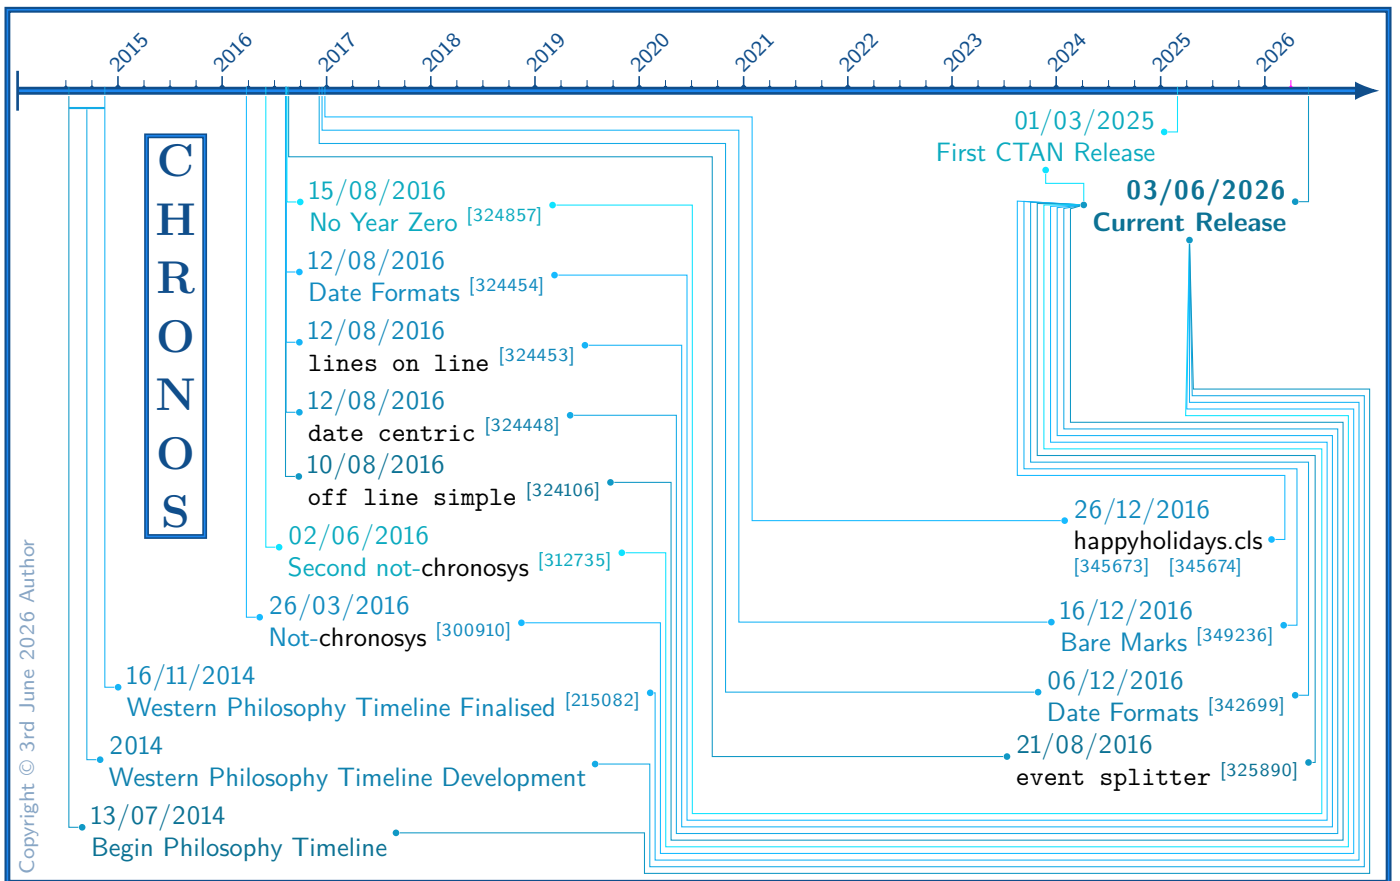 2015 2016 2017 2018 2019 2020 2021 2022 2023 2024 2025 2026
C
H
R
O
N
O
S
01/03/2025
First CTAN Release
03/06/2026
Current Release
15/08/2016
No Year Zero [324857]
12/08/2016
Date Formats [324454]
12/08/2016
lines on line [324453]
12/08/2016
date centric [324448]
10/08/2016
off line simple [324106]
02/06/2016
Second not-chronosys [312735]
26/03/2016
Not-chronosys [300910]
16/11/2014
Western Philosophy Timeline Finalised [215082]
2014
Western Philosophy Timeline Development
13/07/2014
Begin Philosophy Timeline
26/12/2016
happyholidays.cls
[345673] [345674]
16/12/2016
Bare Marks [349236]
06/12/2016
Date Formats [342699]
21/08/2016
event splitter [325890]
Copyright © 3rd June 2026 Author